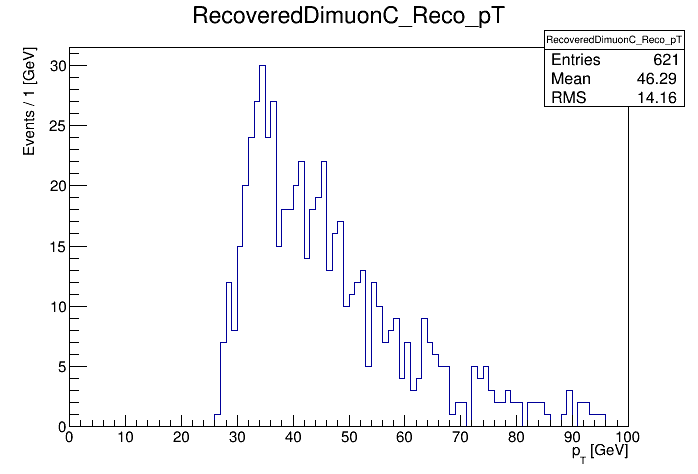 RecoveredDimuonC_Reco_pT
RecoveredDimuonC_Reco_pT
Entries 621
Mean 46.29
RMS 14.16
Events / 1 [GeV]
30
25
20
15
10
5
0
0 10 20 30 40 50 60 70 80 90 100
p_T [GeV]